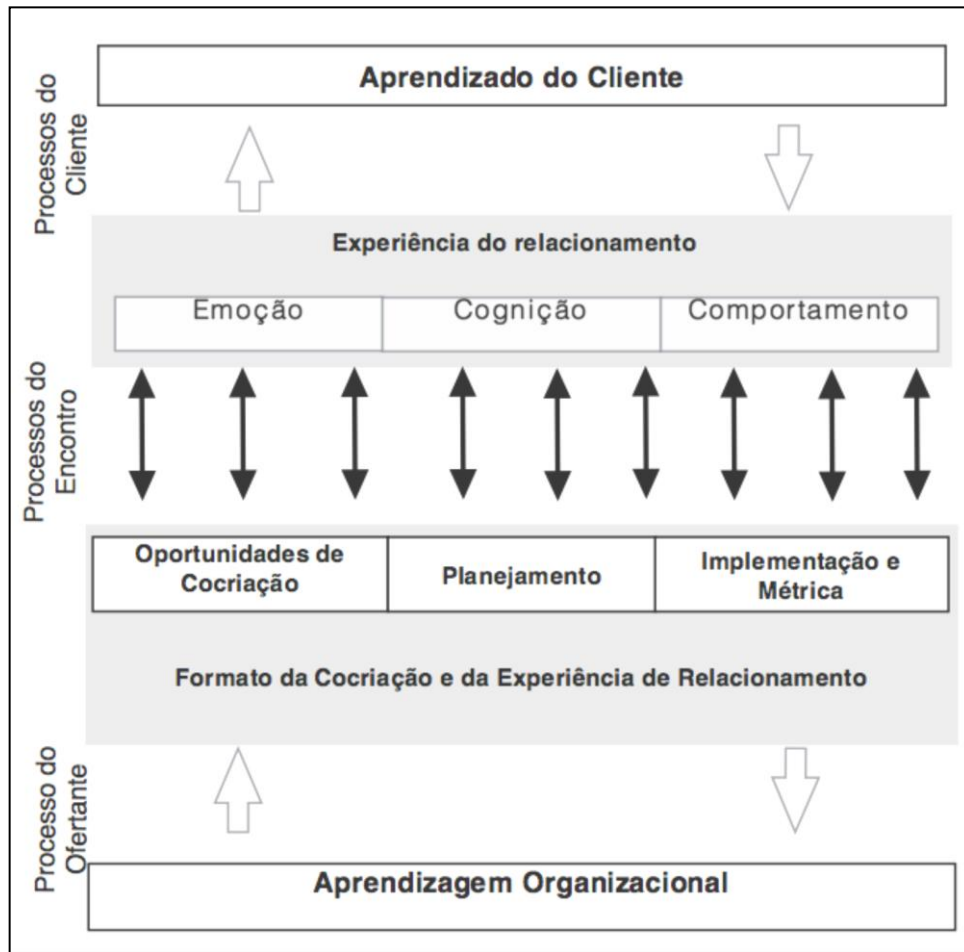 Processos do
Cliente
Aprendizado do Cliente
Experiência do relacionamento
Emoção
Cognição
Comportamento
Processos do
Encontro
Oportunidades de
Cocriação
Planejamento
Implementação e
Métrica
Formato da Cocriação e da Experiência de Relacionamento
Processo do
Ofertante
Aprendizagem Organizacional